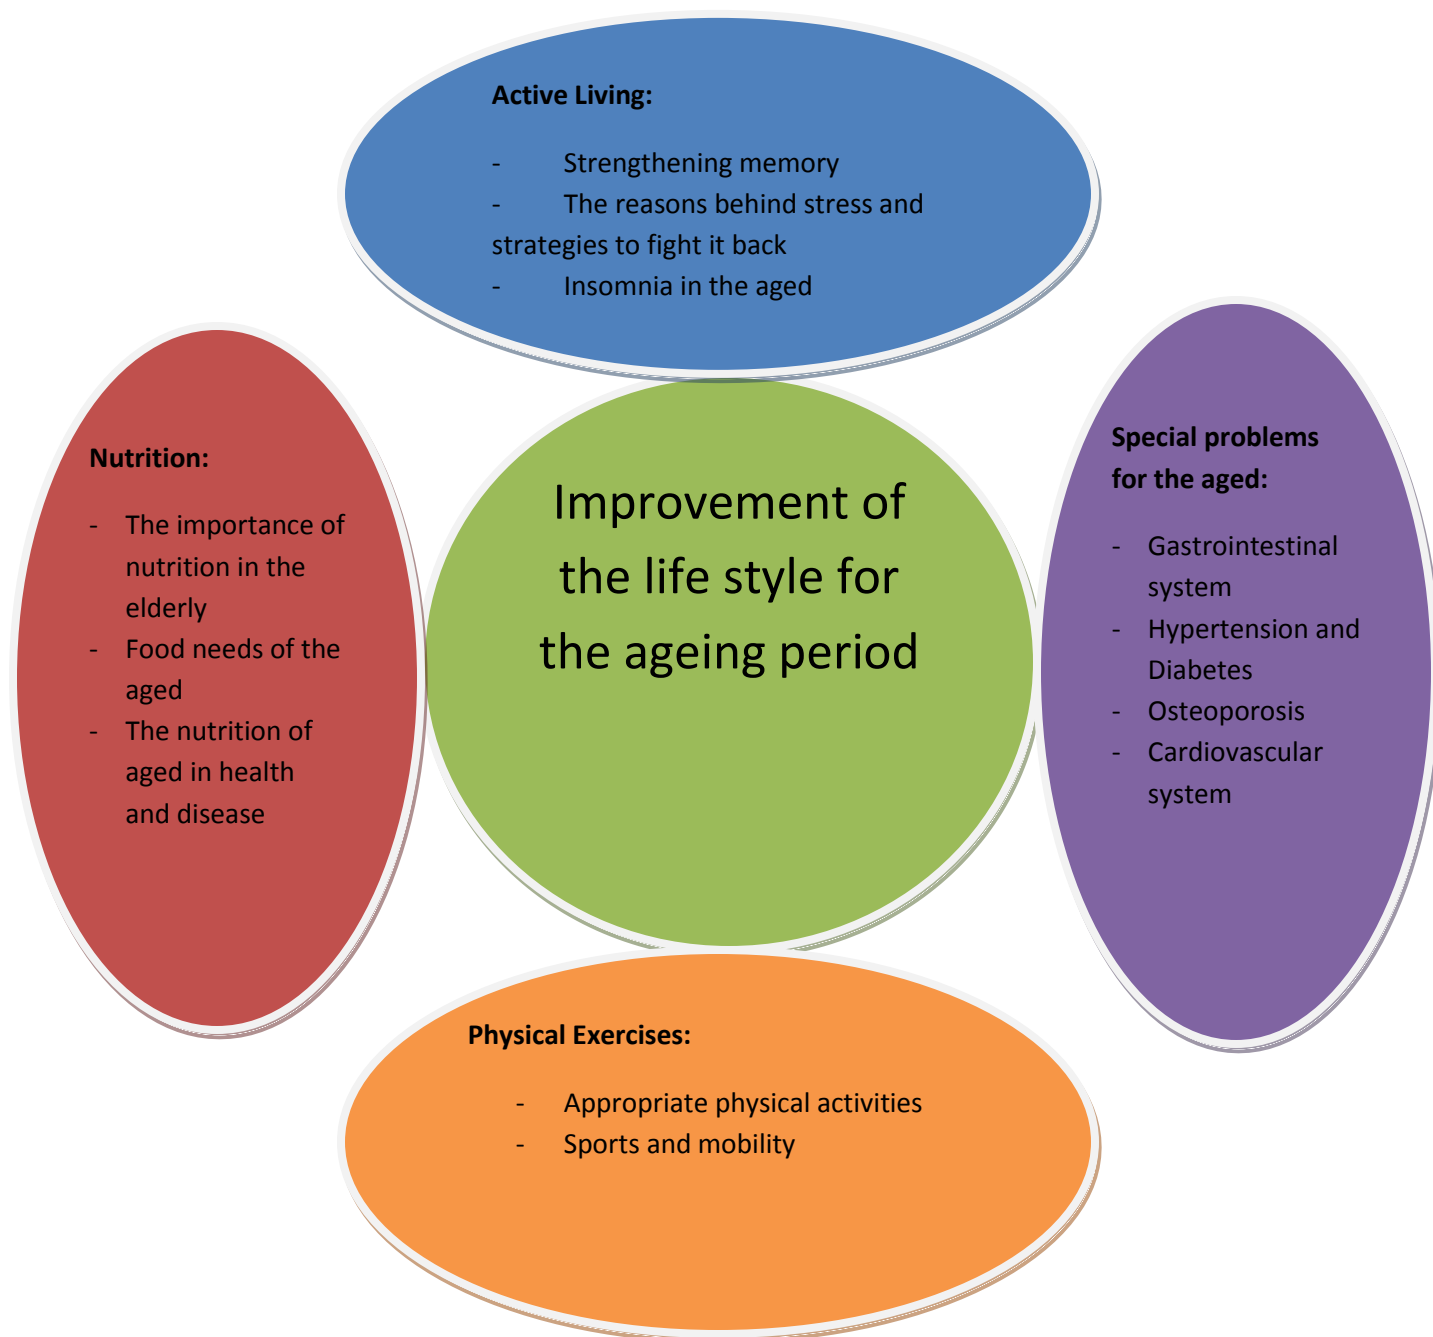 Active Living:
- Strengthening memory
- The reasons behind stress and
strategies to fight it back
- Insomnia in the aged
Nutrition:
- The importance of
nutrition in the
elderly
- Food needs of the
aged
- The nutrition of
aged in health
and disease
Improvement of
the life style for
the ageing period
Special problems
for the aged:
- Gastrointestinal
system
- Hypertension and
Diabetes
- Osteoporosis
- Cardiovascular
system
Physical Exercises:
- Appropriate physical activities
- Sports and mobility